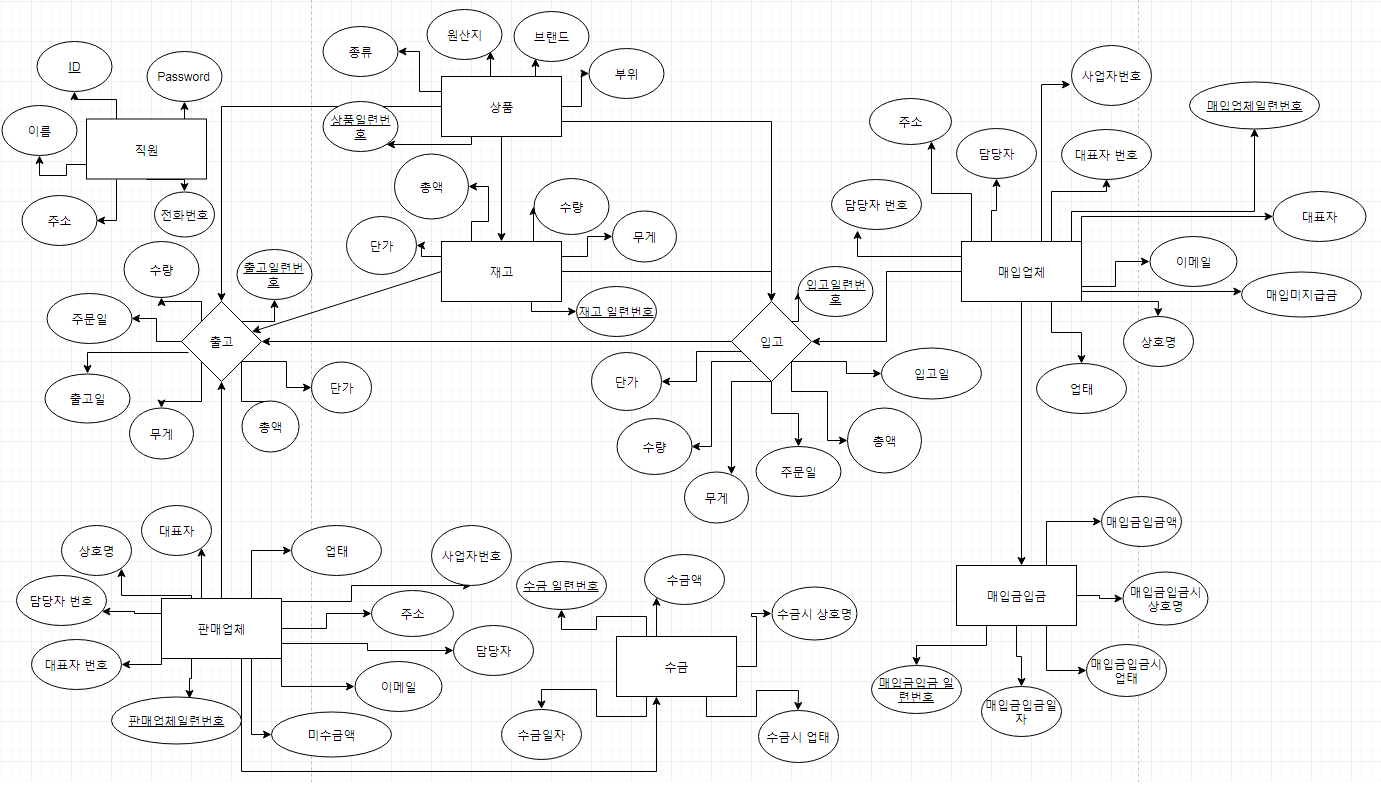 원산지
브랜드
종류
ID
Password
부위
사업자번호
상품
매입업체일련번호
이름
상품일련번
호
주소
직원
담당자
대표자 번호
총액
수량
담당자 번호
전화번호
주소
대표자
단가
무게
수량
출고일련번
호
재고
매입업체
이메일
입고일련번
호
매입미지급금
주문일
재고 일련번호
출고
입고
상호명
입고일
단가
단가
업태
출고일
총액
무게
총액
수량
주문일
무게
매입금입금액
대표자
상호명
업태
사업자번호
수금 일련번호
수금액
매입금입금
매입금입금시
상호명
담당자 번호
주소
수금시 상호명
판매업체
담당자
대표자 번호
수금
매입금입금시
업태
이메일
매입금입금 일
련번호
매입금입금일
자
판매업체일련번호
미수금액
수금일자
수금시 업태